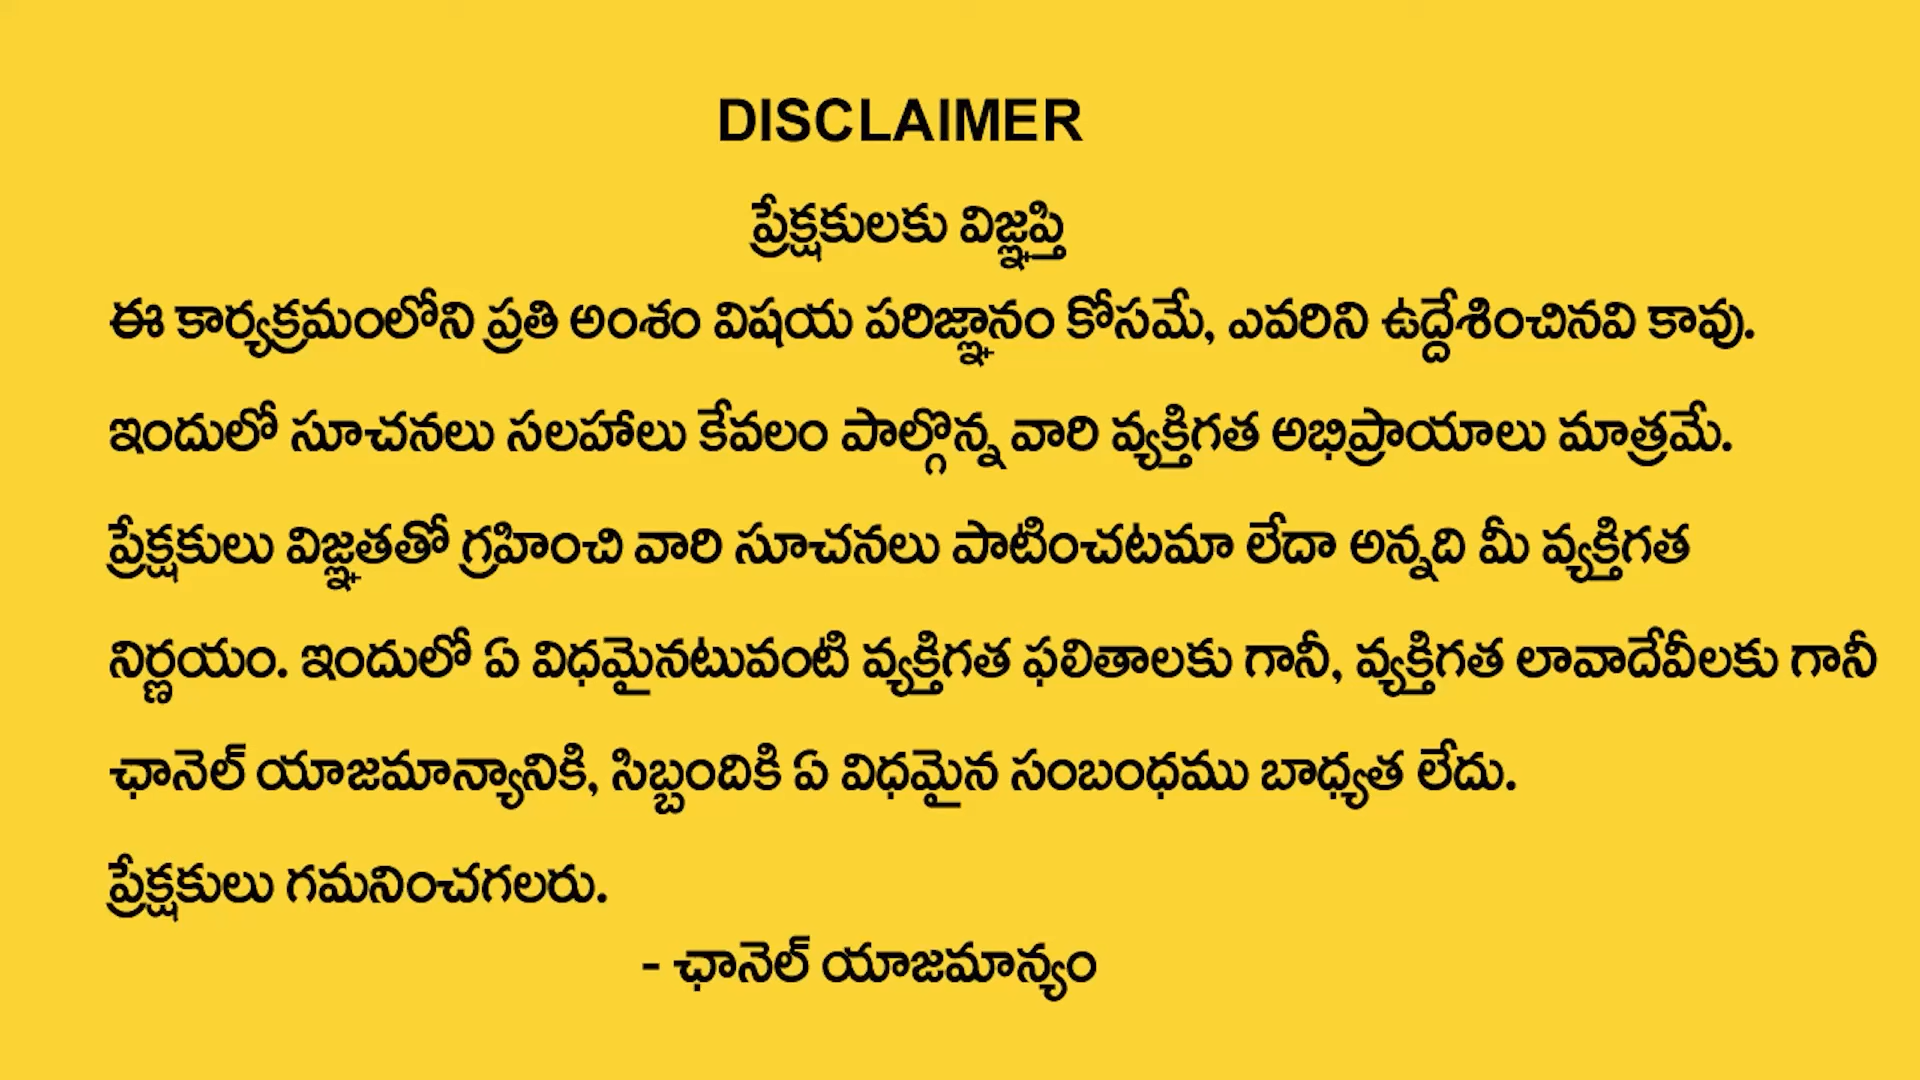 DISCLAIMER
ప్రేక్షకులకు విజ్ఞప్తి
ఈ కార్యక్రమంలోని ప్రతి అంశం విషయ పరిజ్ఞానం కోసమే, ఎవరిని ఉద్దేశించినవి కావు.
ఇందులో సూచనలు సలహాలు కేవలం పాల్గొన్న వారి వ్యక్తిగత అభిప్రాయాలు మాత్రమే.
ప్రేక్షకులు విజ్ఞతతో గ్రహించి వారి సూచనలు పాటించటమా లేదా అన్నది మీ వ్యక్తిగత
నిర్ణయం. ఇందులో ఏ విధమైనటువంటి వ్యక్తిగత ఫలితాలకు గానీ, వ్యక్తిగత లావాదేవీలకు గానీ
ఛానెల్ యాజమాన్యానికి, సిబ్బందికి ఏ విధమైన సంబంధము బాధ్యత లేదు.
ప్రేక్షకులు గమనించగలరు.
- ఛానెల్ యాజమాన్యం